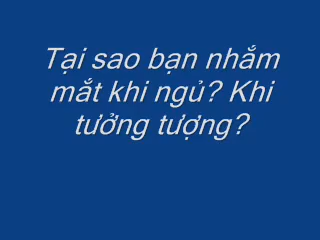 Tại sao bạn nhắm
mắt khi ngủ? Khi
tưởng tượng?